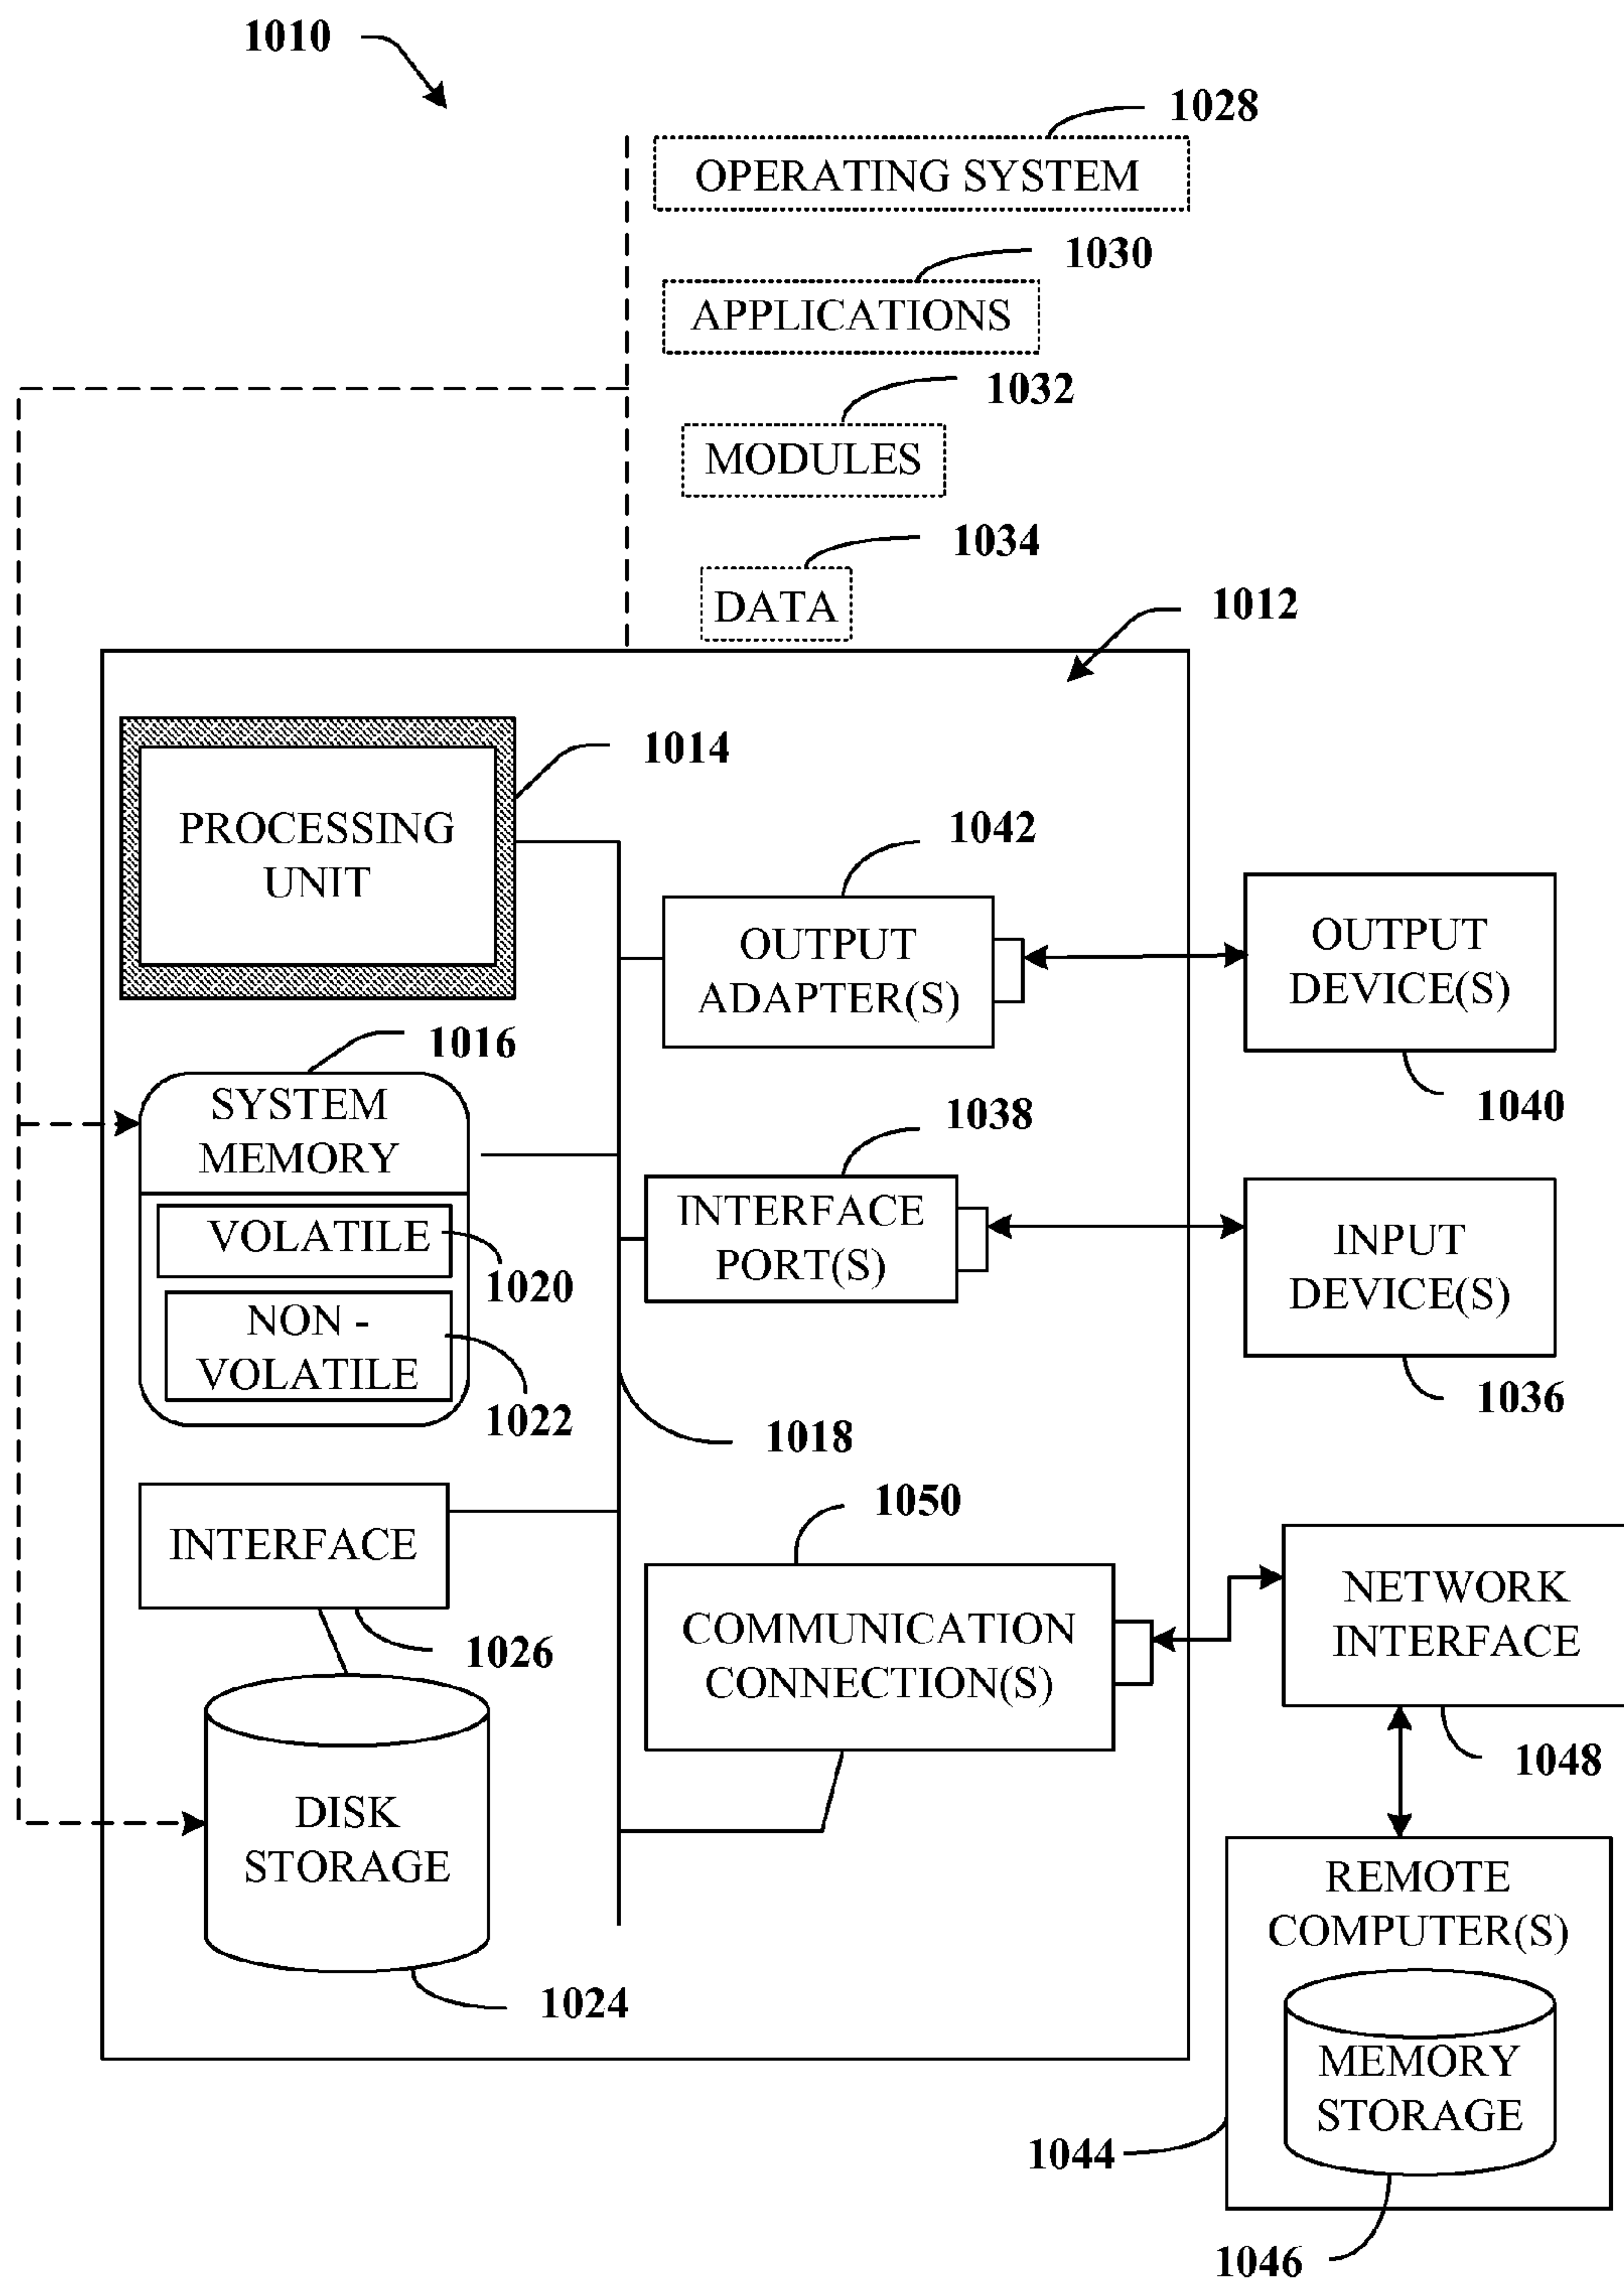 1010
1028
OPERATING SYSTEM
1030
APPLICATIONS
1032
MODULES
1034
DATA
1012
1014
PROCESSING
UNIT
1042
OUTPUT
ADAPTER(S)
OUTPUT
DEVICE(S)
1040
1016
SYSTEM
MEMORY
VOLATILE
1020
NON -
VOLATILE
1022
1038
INTERFACE
PORT(S)
INPUT
DEVICE(S)
1036
1018
INTERFACE
1026
1050
COMMUNICATION
CONNECTION(S)
NETWORK
INTERFACE
1048
DISK
STORAGE
1024
REMOTE
COMPUTER(S)
MEMORY
STORAGE
1044
1046